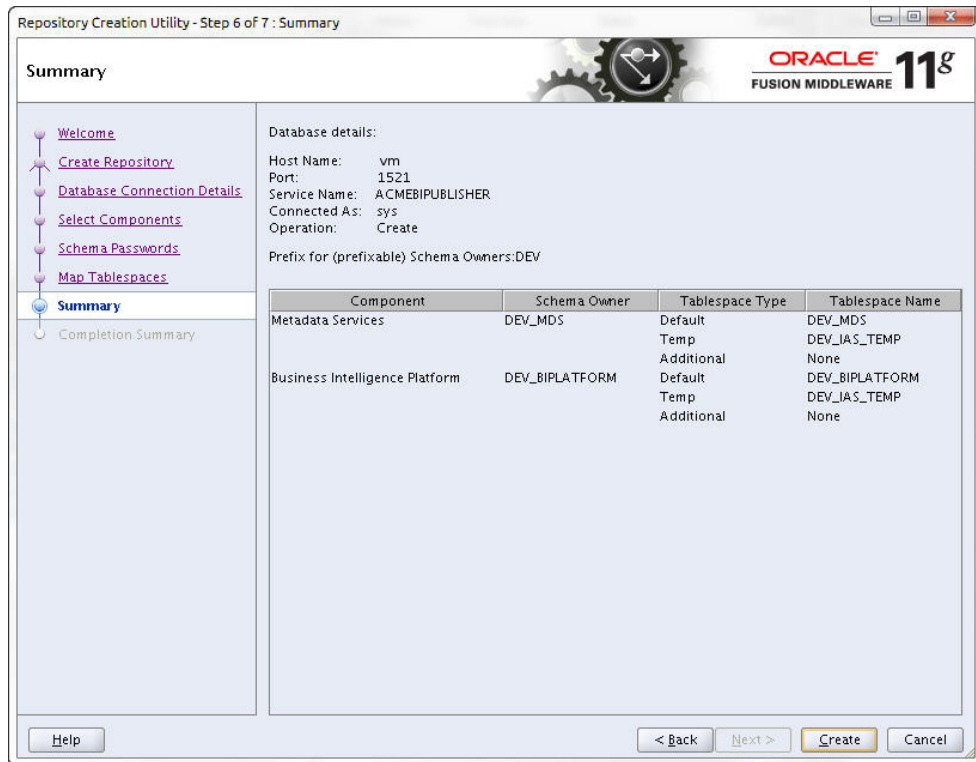 Repository Creation Utility - Step 6 of 7 : Summary
Summary
ORACLE
FUSION MIDDLEWARE
11g
Welcome
Create Repository
Database Connection Details
Select Components
Schema Passwords
Map Tablespaces
Summary
Completion Summary
Database details:
Host Name: vm
Port: 1521
Service Name: ACMEBIPUBLISHER
Connected As: sys
Operation: Create
Prefix for (prefixable) Schema Owners:DEV
Component Schema Owner Tablespace Type Tablespace Name
Metadata Services DEV_MDS Default DEV_MDS
Temp DEV_IAS_TEMP
Additional None
Business Intelligence Platform DEV_BIPLATFORM Default DEV_BIPLATFORM
Temp DEV_IAS_TEMP
Additional None
Help < Back Next > Create Cancel